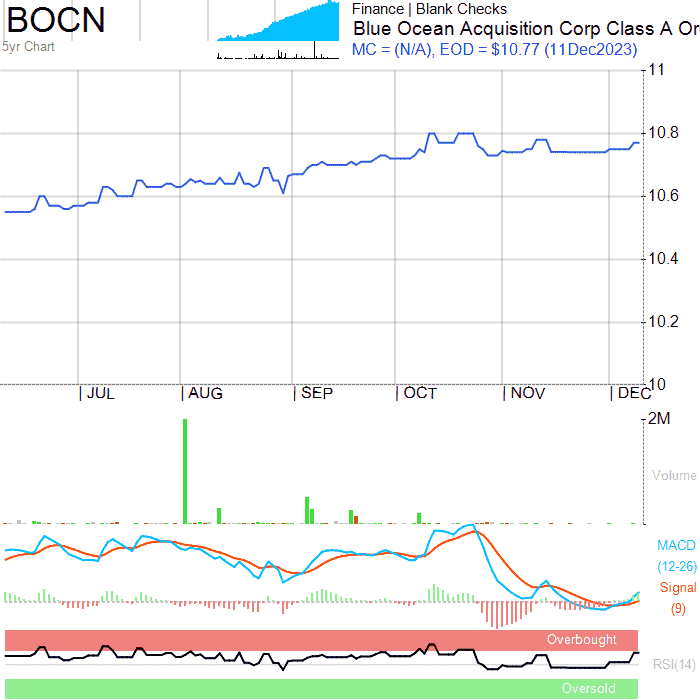 BOCN
5yr Chart
Finance | Blank Checks
Blue Ocean Acquisition Corp Class A Or
MC = (N/A), EOD = $10.77 (11Dec2023)
11
10.8
10.6
10.4
10.2
10
| JUL | AUG | SEP | OCT | NOV | DEC
2M
Volume
MACD
(12-26)
Signal
(9)
Overbought
RSI(14)
Oversold